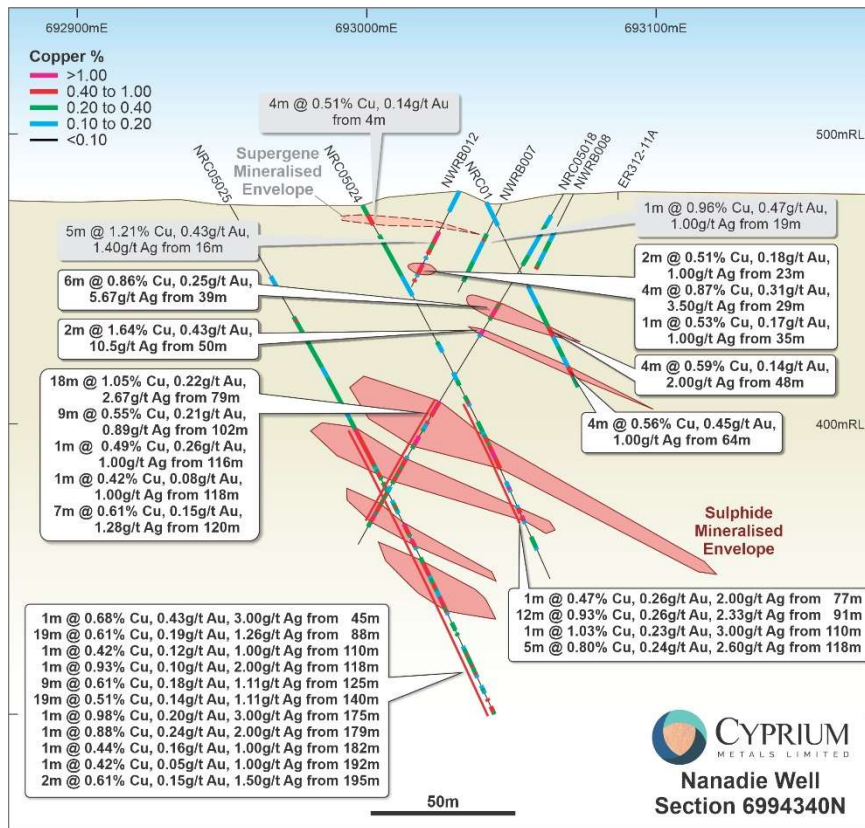 692900mE
693000mE
693100mE
Copper %
>1.00
0.40 to 1.00
0.20 to 0.40
0.10 to 0.20
<0.10
4m @ 0.51% Cu, 0.14g/t Au
from 4m
500mRL
Supergene
Mineralised
Envelope
NRC05025
NRC05024
NWRB012
NRC01
NWRB007
NRC05018
NWRB008
ER312-11A
5m @ 1.21% Cu, 0.43g/t Au,
1.40g/t Ag from 16m
1m @ 0.96% Cu, 0.47g/t Au,
1.00g/t Ag from 19m
6m @ 0.86% Cu, 0.25g/t Au,
5.67g/t Ag from 39m
2m @ 0.51% Cu, 0.18g/t Au,
1.00g/t Ag from 23m
4m @ 0.87% Cu, 0.31g/t Au,
3.50g/t Ag from 29m
1m @ 0.53% Cu, 0.17g/t Au,
1.00g/t Ag from 35m
2m @ 1.64% Cu, 0.43g/t Au,
10.5g/t Ag from 50m
4m @ 0.59% Cu, 0.14g/t Au,
2.00g/t Ag from 48m
18m @ 1.05% Cu, 0.22g/t Au,
2.67g/t Ag from 79m
9m @ 0.55% Cu, 0.21g/t Au,
0.89g/t Ag from 102m
1m @ 0.49% Cu, 0.26g/t Au,
1.00g/t Ag from 116m
1m @ 0.42% Cu, 0.08g/t Au,
1.00g/t Ag from 118m
7m @ 0.61% Cu, 0.15g/t Au,
1.28g/t Ag from 120m
4m @ 0.56% Cu, 0.45g/t Au,
1.00g/t Ag from 64m
400mRL
Sulphide
Mineralised
Envelope
1m @ 0.47% Cu, 0.26g/t Au, 2.00g/t Ag from 77m
12m @ 0.93% Cu, 0.26g/t Au, 2.33g/t Ag from 91m
1m @ 1.03% Cu, 0.23g/t Au, 3.00g/t Ag from 110m
5m @ 0.80% Cu, 0.24g/t Au, 2.60g/t Ag from 118m
1m @ 0.68% Cu, 0.43g/t Au, 3.00g/t Ag from 45m
19m @ 0.61% Cu, 0.19g/t Au, 1.26g/t Ag from 88m
1m @ 0.42% Cu, 0.12g/t Au, 1.00g/t Ag from 110m
1m @ 0.93% Cu, 0.10g/t Au, 2.00g/t Ag from 118m
9m @ 0.61% Cu, 0.18g/t Au, 1.11g/t Ag from 125m
19m @ 0.51% Cu, 0.14g/t Au, 1.11g/t Ag from 140m
1m @ 0.98% Cu, 0.20g/t Au, 3.00g/t Ag from 175m
1m @ 0.88% Cu, 0.24g/t Au, 2.00g/t Ag from 179m
1m @ 0.44% Cu, 0.16g/t Au, 1.00g/t Ag from 182m
1m @ 0.42% Cu, 0.05g/t Au, 1.00g/t Ag from 192m
2m @ 0.61% Cu, 0.15g/t Au, 1.50g/t Ag from 195m
50m
CYPRIUM
METALS LIMITED
Nanadie Well
Section 6994340N